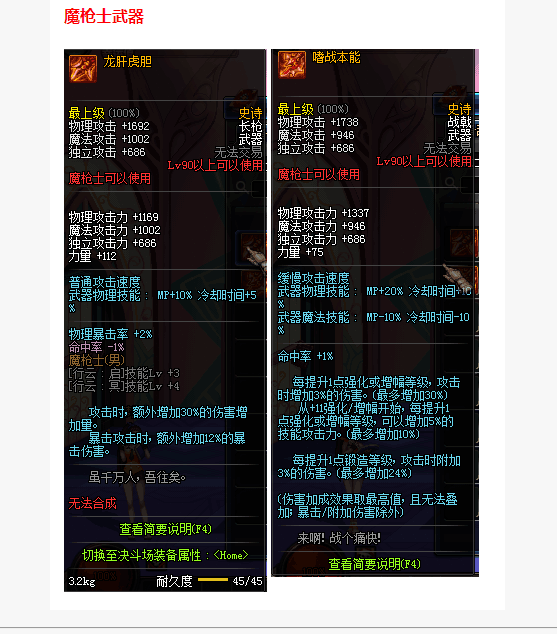 魔枪士武器
龙肝虎胆
最上级 (100%) 史诗
物理攻击 +1692 长枪
魔法攻击 +1002 武器
独立攻击 +686 无法交易
Lv90以上可以使用
魔枪士可以使用
物理攻击力 +1169
魔法攻击力 +1002
独立攻击力 +686
力量 +112
普通攻击速度
武器物理技能 : MP+10% 冷却时间+5
%
物理暴击率 +2%
命中率 -1%
魔枪士(男)
[行云 : 启]技能Lv +3
[行云 : 冥]技能Lv +4
攻击时, 额外增加30%的伤害增
加量。
暴击攻击时, 额外增加12%的暴
击伤害。
虽千万人, 吾往矣。
无法合成
查看简要说明(F4)
切换至决斗场装备属性 : <Home>
3.2kg 耐久度 45/45
嗜战本能
最上级 (100%) 史诗
物理攻击 +1738 战戟
魔法攻击 +946 武器
独立攻击 +686 无法交易
Lv90以上可以使用
魔枪士可以使用
物理攻击力 +1337
魔法攻击力 +946
独立攻击力 +686
力量 +75
缓慢攻击速度
武器物理技能 : MP+20% 冷却时间+10
%
武器魔法技能 : MP-10% 冷却时间-10
%
命中率 +1%
每提升1点强化或增幅等级, 攻击
时增加3%的伤害。(最多增加30%)
从+11强化/增幅开始, 每提升1
点强化或增幅等级, 可以增加5%的
技能攻击力。(最多增加10%)
每提升1点锻造等级, 攻击时附加
3%的伤害。(最多增加24%)
(伤害加成效果取最高值, 且无法叠
加; 暴击/附加伤害除外)
来啊! 战个痛快!
查看简要说明(F4)